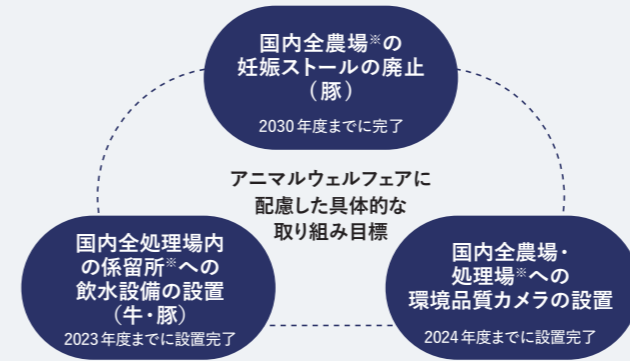 国内全農場※の
妊娠ストールの廃止
（豚）
2030年度までに完了
アニマルウェルフェアに
配慮した具体的な
取り組み目標
国内全処理場内
の係留所※への
飲水設備の設置
（牛・豚）
2023年度までに設置完了
国内全農場・
処理場※への
環境品質カメラの設置
2024年度までに設置完了